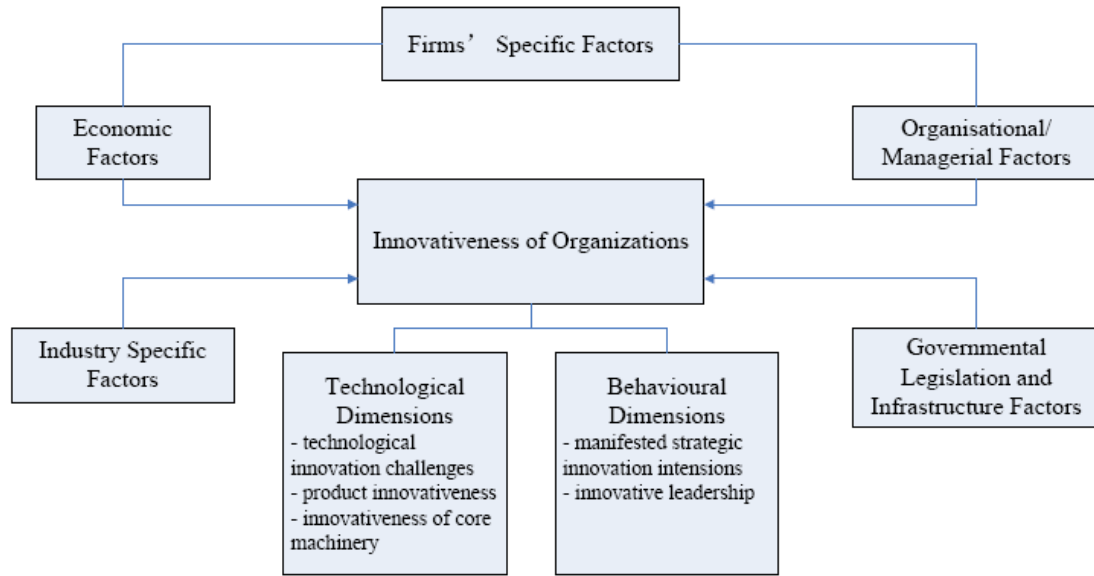 Firms’ Specific Factors
Economic
Factors
Organisational/
Managerial Factors
Innovativeness of Organizations
Industry Specific
Factors
Governmental
Legislation and
Infrastructure Factors
Technological
Dimensions
- technological
innovation challenges
- product innovativeness
- innovativeness of core
machinery
Behavioural
Dimensions
- manifested strategic
innovation intensions
- innovative leadership